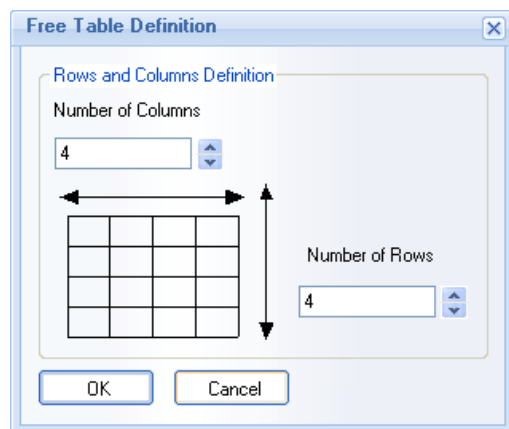 Free Table Definition
Rows and Columns Definition
Number of Columns
4
Number of Rows
4
OK
Cancel